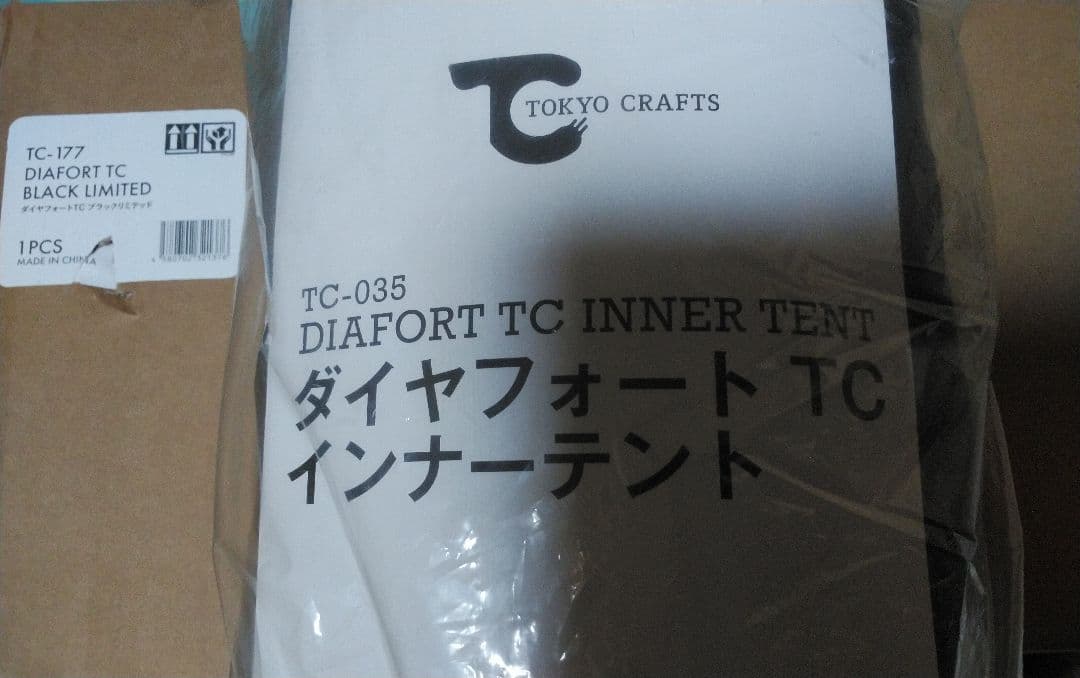 TC-177
DIAFORT TC
BLACK LIMITED
ダイヤフォートTC ブラックリミテッド
1PCS
MADE IN CHINA
TOKYO CRAFTS
TC-035
DIAFORT TC INNER TENT
ダイヤフォート TC
インナーテント